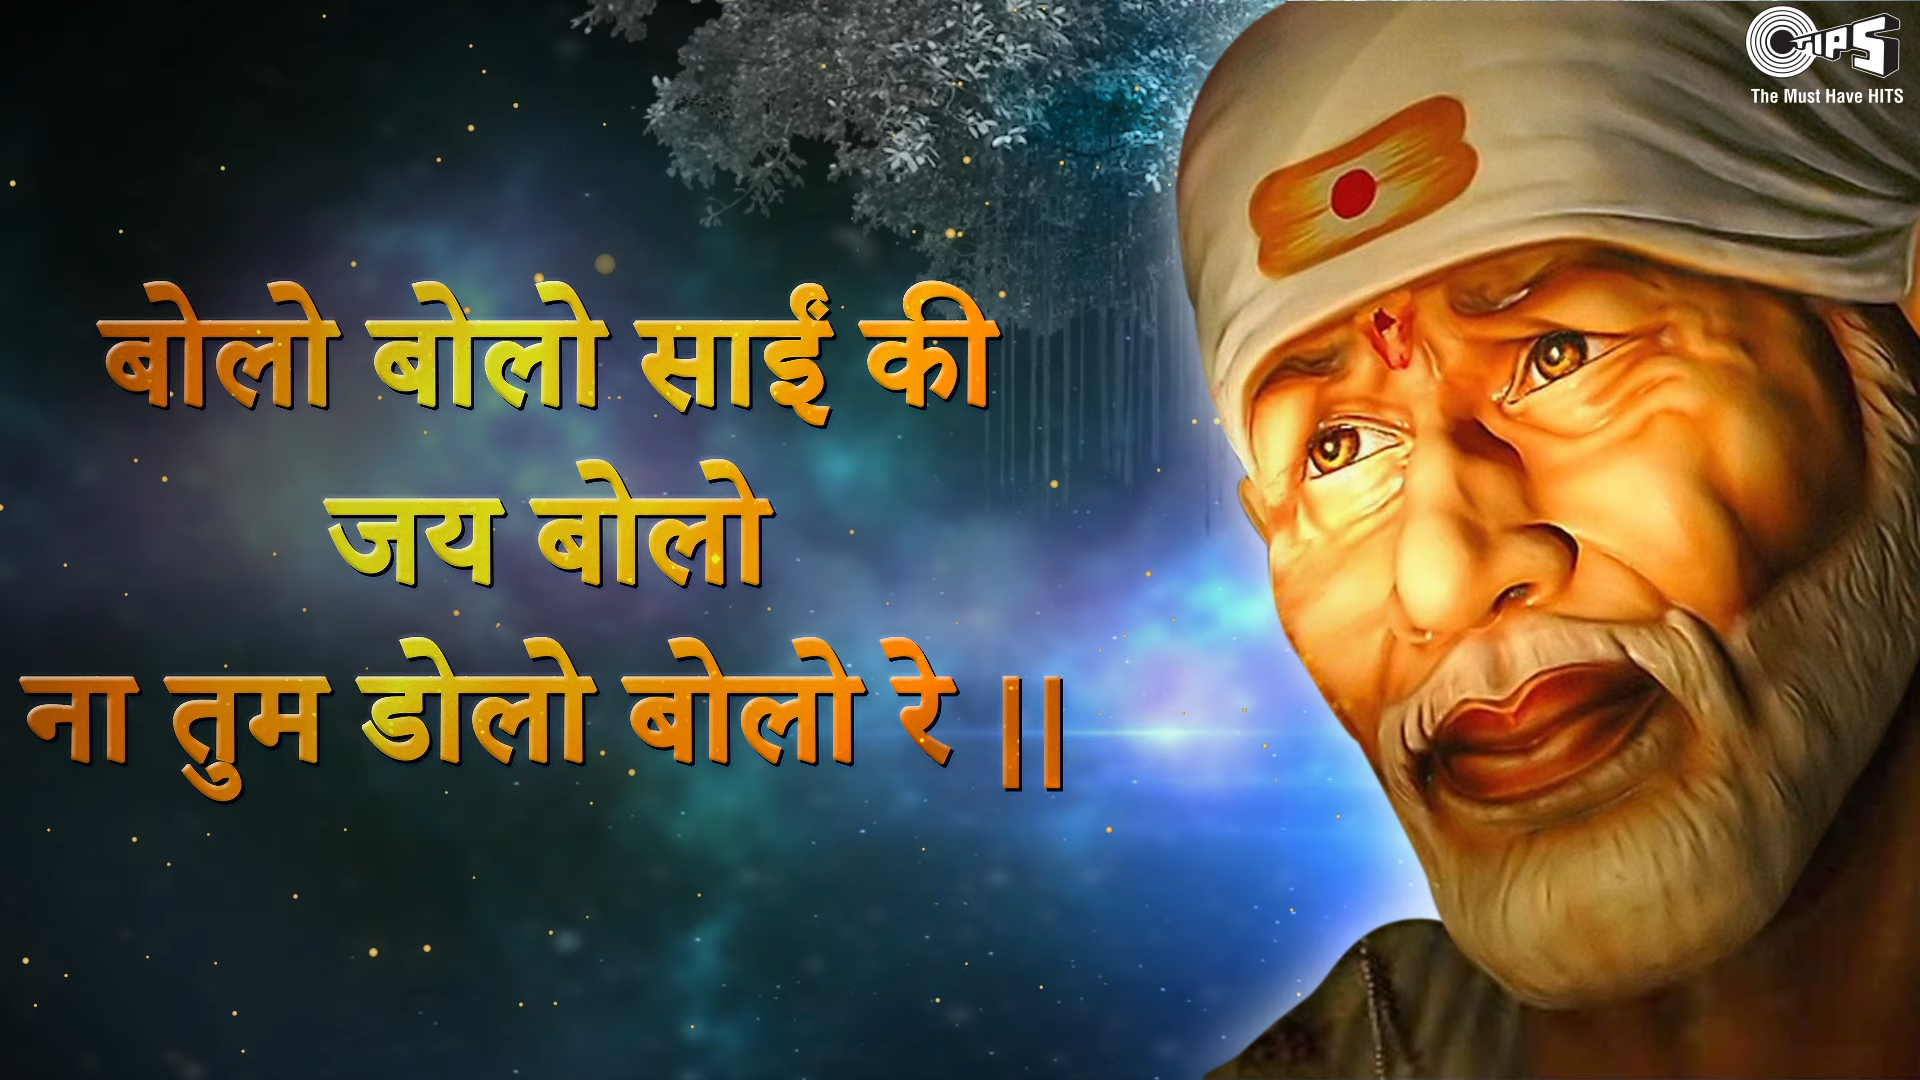 TIPS
The Must Have HITS
बोलो बोलो साईं की
जय बोलो
ना तुम डोलो बोलो रे ||